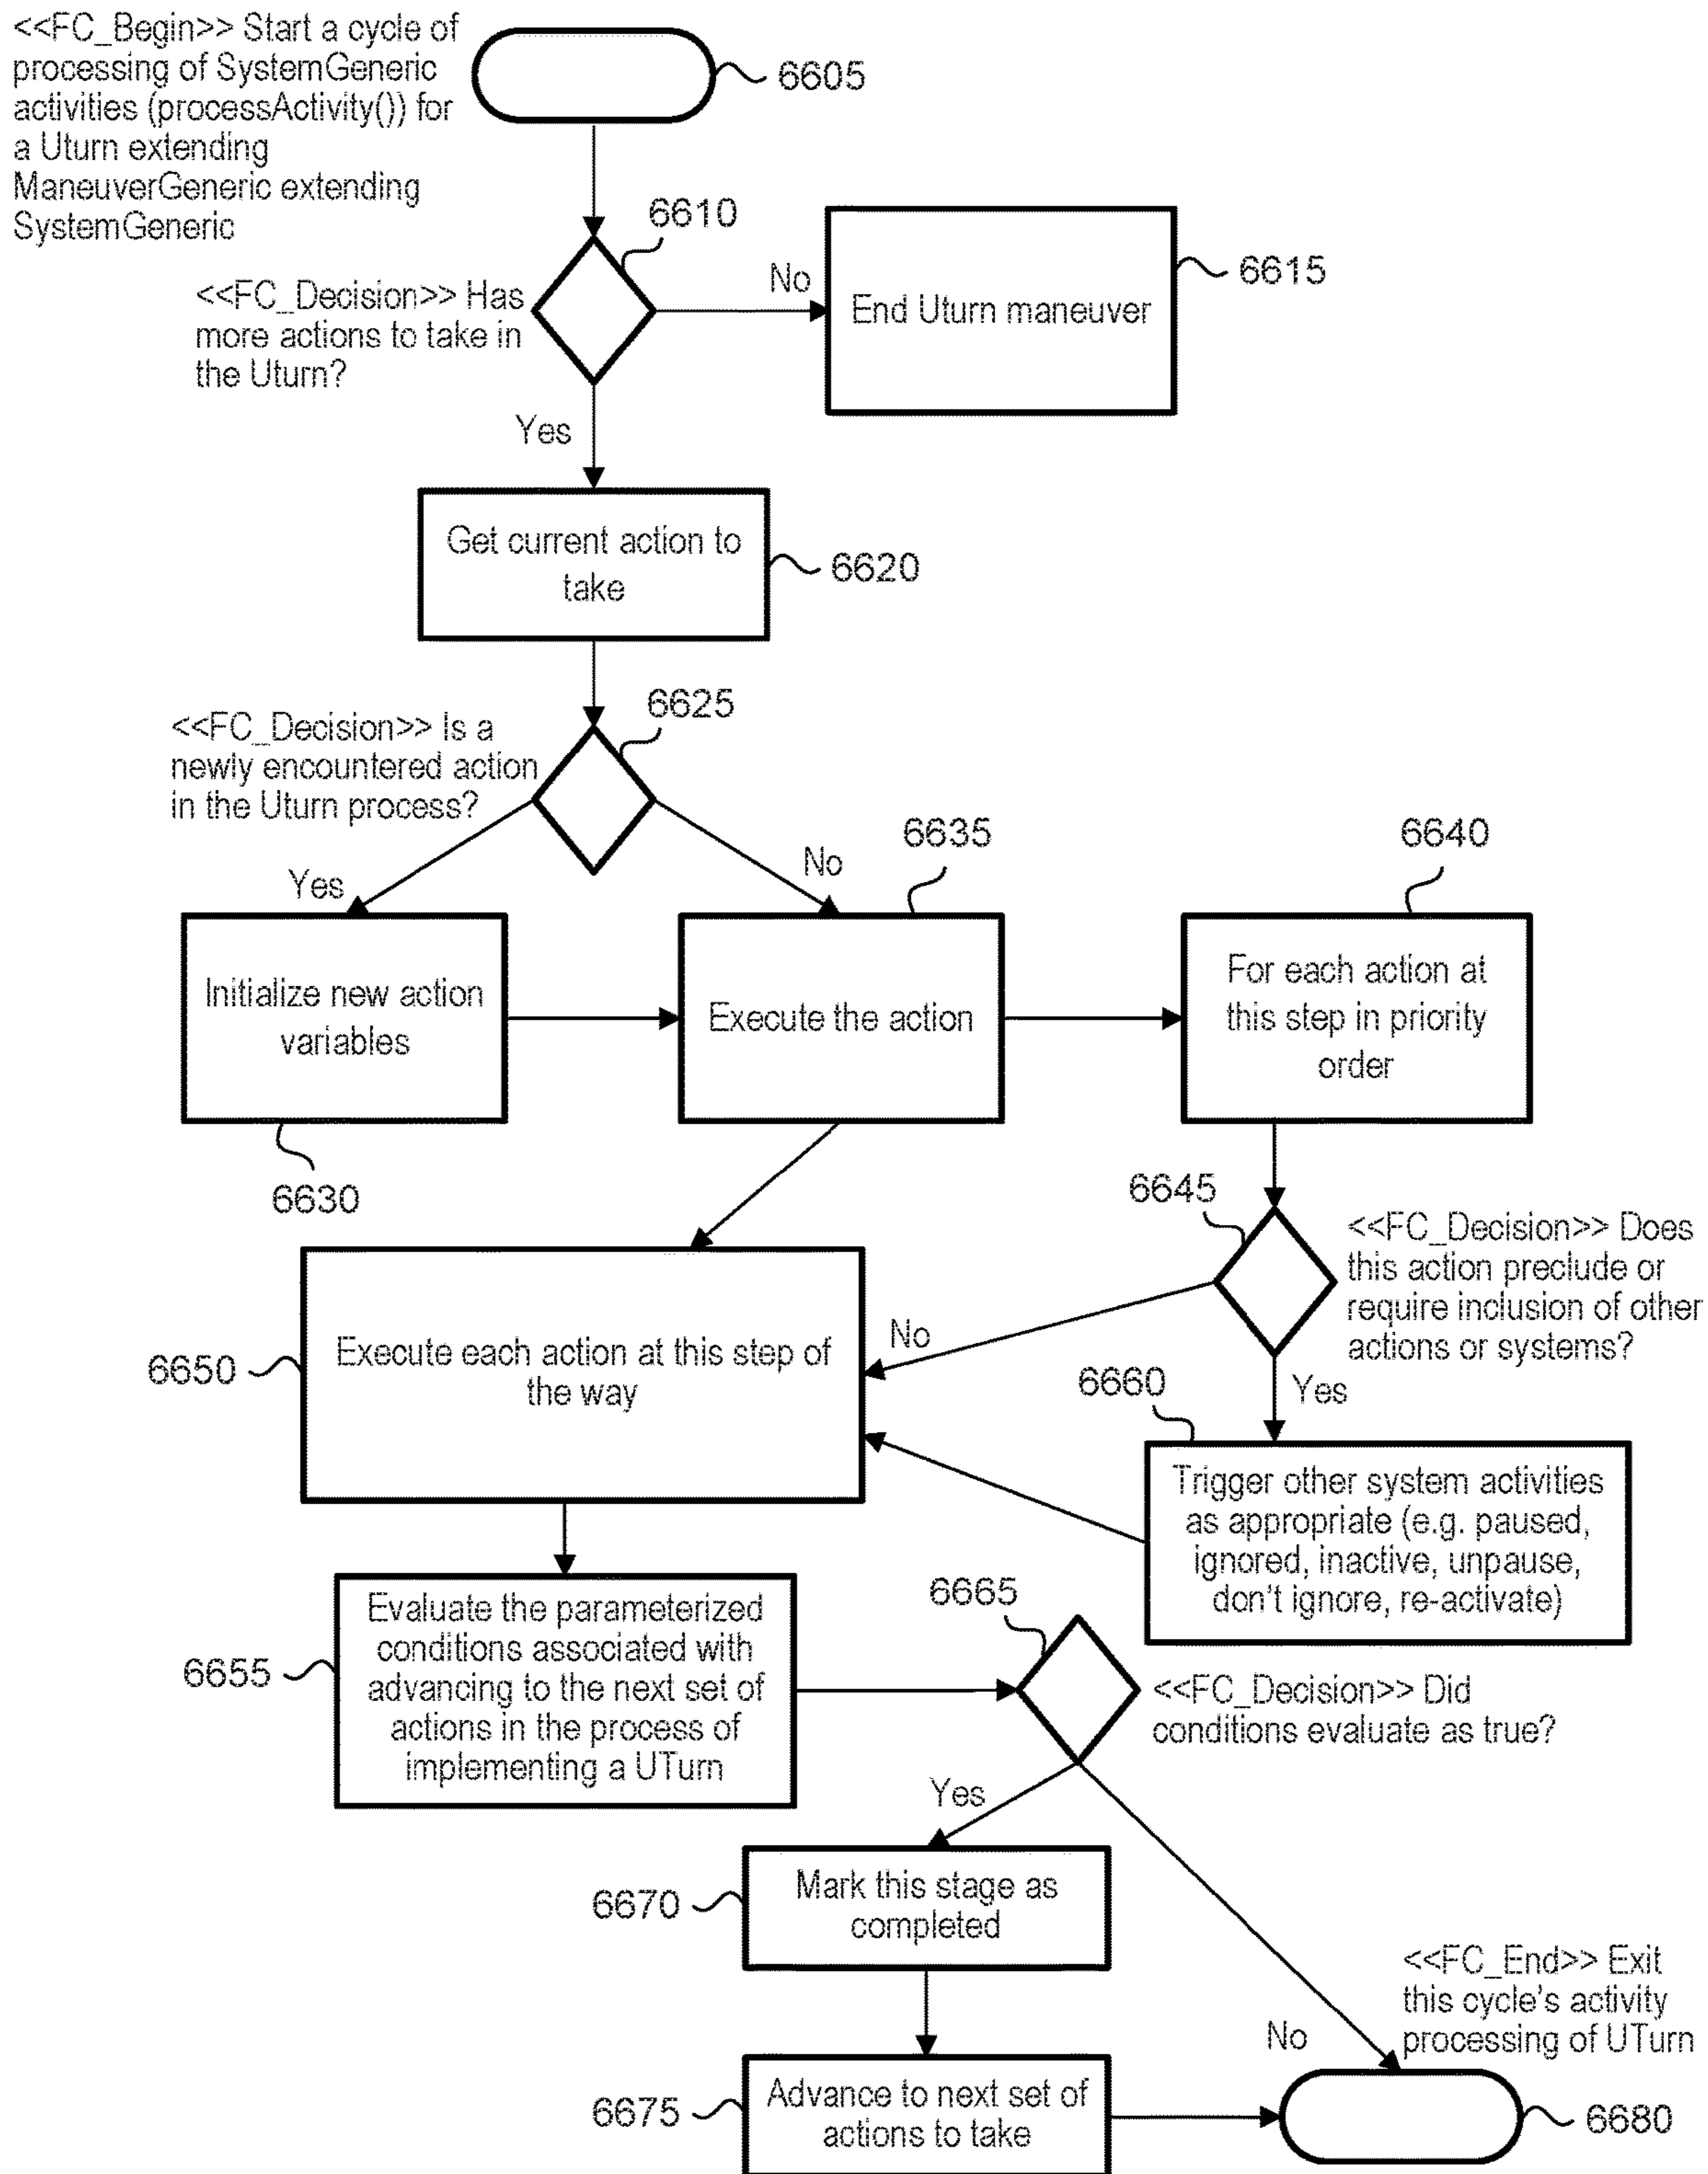 <<FC_Begin>> Start a cycle of
processing of SystemGeneric
activities (processActivity()) for
a Uturn extending
ManeuverGeneric extending
SystemGeneric
6605
6610
<<FC_Decision>> Has
more actions to take in
the Uturn?
No
End Uturn maneuver
6615
Yes
Get current action to
take
6620
6625
<<FC_Decision>> Is a
newly encountered action
in the Uturn process?
Yes
No
6635
6640
Initialize new action
variables
Execute the action
For each action at
this step in priority
order
6630
6645
<<FC_Decision>> Does
this action preclude or
require inclusion of other
actions or systems?
No
Yes
6650
Execute each action at this step of
the way
6660
Trigger other system activities
as appropriate (e.g. paused,
ignored, inactive, unpause,
don't ignore, re-activate)
6655
Evaluate the parameterized
conditions associated with
advancing to the next set of
actions in the process of
implementing a UTurn
6665
<<FC_Decision>> Did
conditions evaluate as true?
Yes
6670
Mark this stage as
completed
<<FC_End>> Exit
this cycle's activity
processing of UTurn
No
6675
Advance to next set of
actions to take
6680